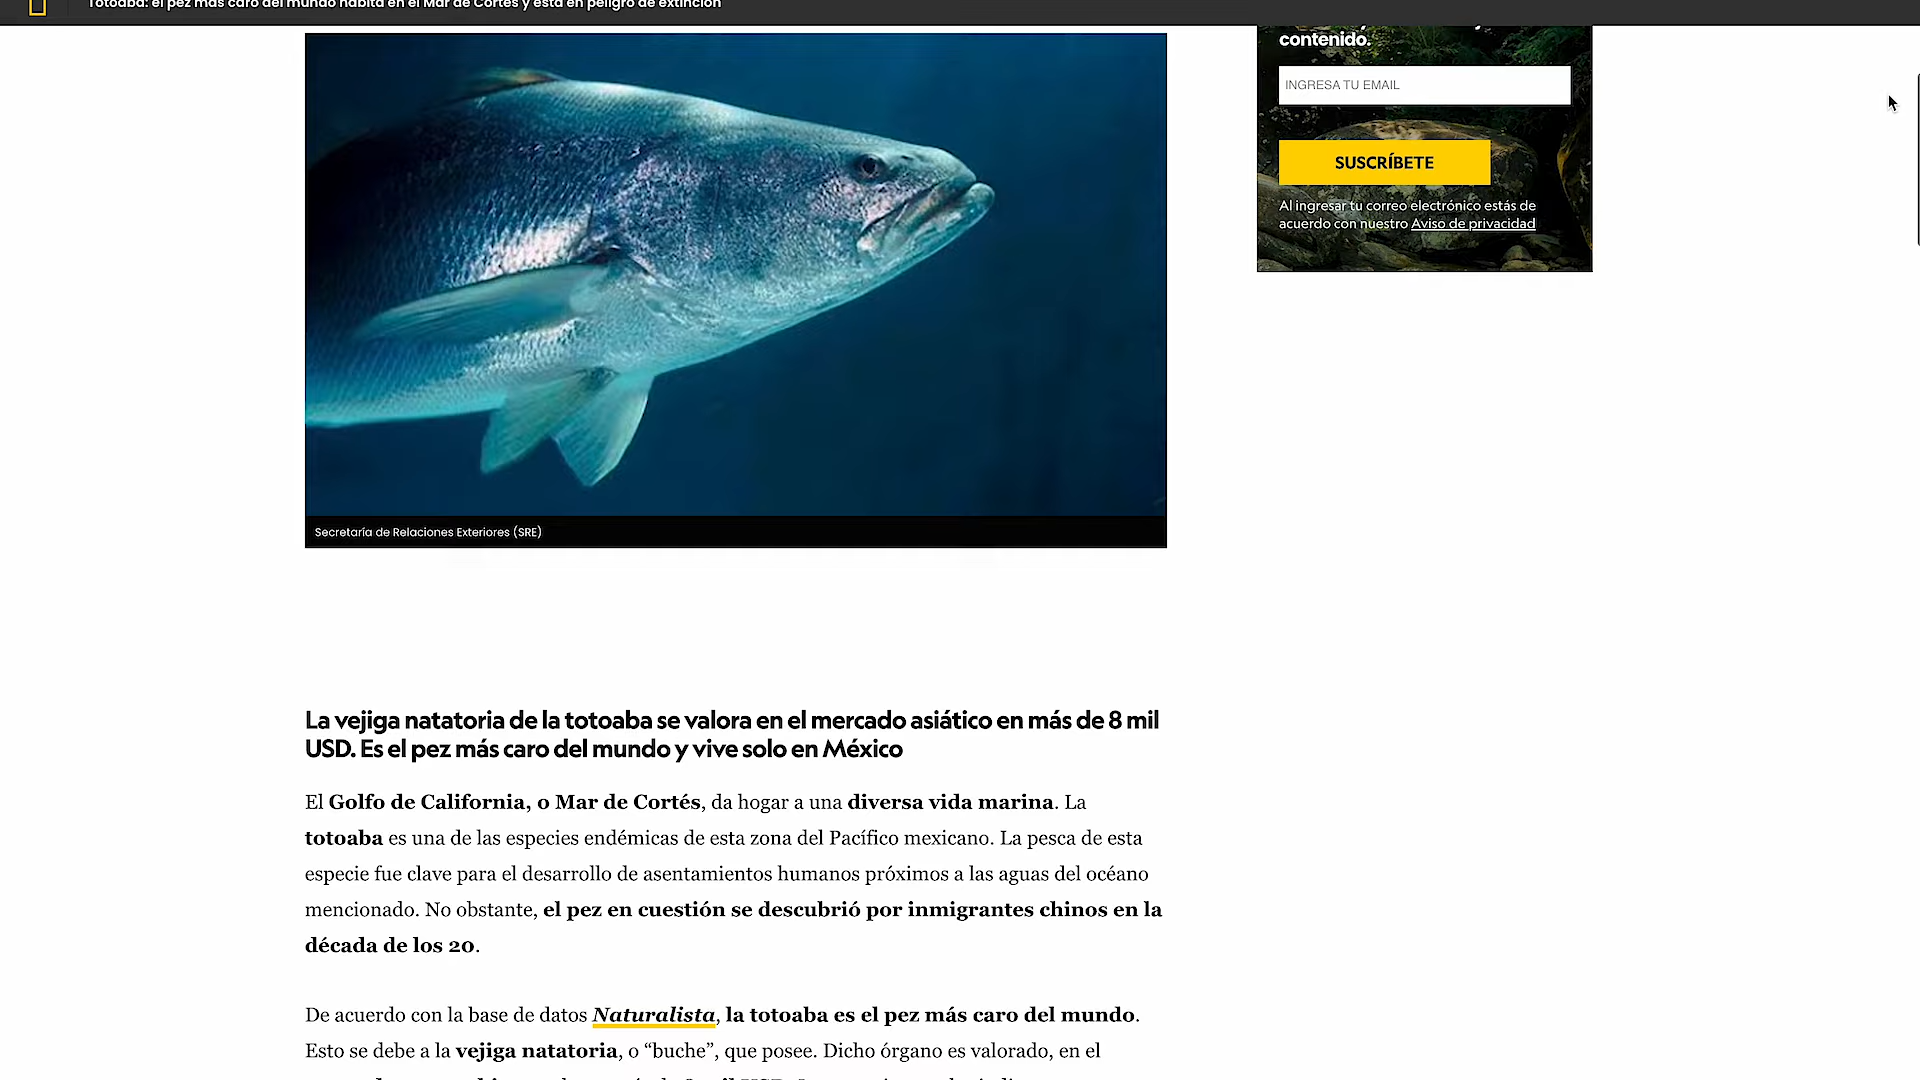 Totoaba: el pez más caro del mundo habita en el Mar de Cortés y está en peligro de extinción
contenido.
INGRESA TU EMAIL
SUSCRÍBETE
Al ingresar tu correo electrónico estás de
acuerdo con nuestro Aviso de privacidad
Secretaría de Relaciones Exteriores (SRE)
La vejiga natatoria de la totoaba se valora en el mercado asiático en más de 8 mil
USD. Es el pez más caro del mundo y vive solo en México
El Golfo de California, o Mar de Cortés, da hogar a una diversa vida marina. La
totoaba es una de las especies endémicas de esta zona del Pacífico mexicano. La pesca de esta
especie fue clave para el desarrollo de asentamientos humanos próximos a las aguas del océano
mencionado. No obstante, el pez en cuestión se descubrió por inmigrantes chinos en la
década de los 20.
De acuerdo con la base de datos Naturalista, la totoaba es el pez más caro del mundo.
Esto se debe a la vejiga natatoria, o “buche”, que posee. Dicho órgano es valorado, en el